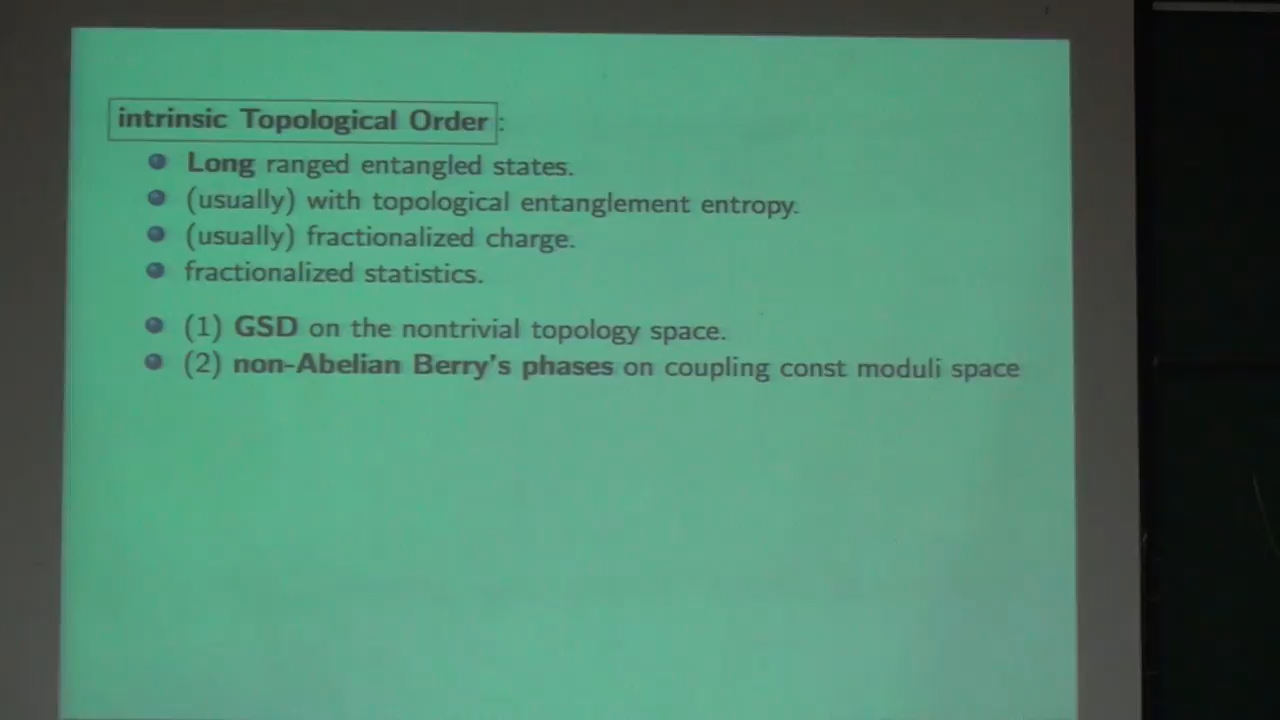 intrinsic Topological Order:
Long ranged entangled states.
(usually) with topological entanglement entropy.
(usually) fractionalized charge.
fractionalized statistics.
(1) GSD on the nontrivial topology space.
(2) non-Abelian Berry's phases on coupling const moduli space